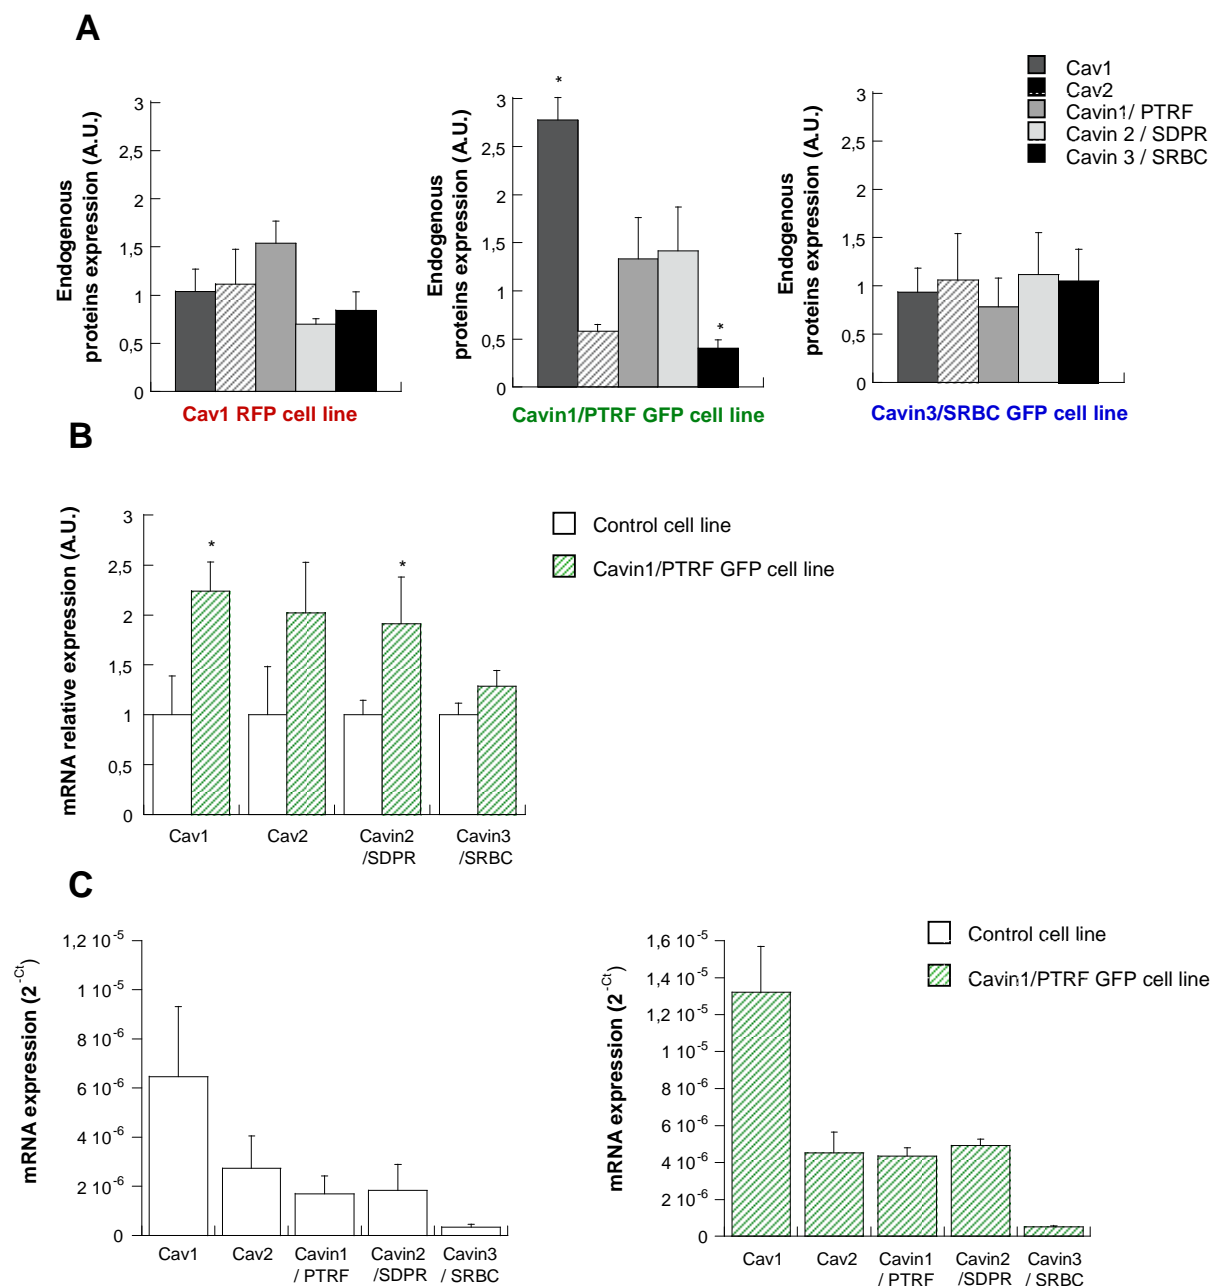 A
Endogenous
proteins expression (A.U.)
3
2,5
2
1,5
1
0,5
0
Cav1 RFP cell line
Endogenous
proteins expression (A.U.)
*
3
2,5
2
1,5
1
0,5
0
*
Cavin1/PTRF GFP cell line
Endogenous
proteins expression (A.U.)
3
2,5
2
1,5
1
0,5
0
Cavin3/SRBC GFP cell line
Cav1
Cav2
Cavin1/ PTRF
Cavin 2 / SDPR
Cavin 3 / SRBC
B
mRNA relative expression (A.U.)
3
2,5
2
1,5
1
0,5
0
*
*
Cav1
Cav2
Cavin2
/SDPR
Cavin3
/SRBC
Control cell line
Cavin1/PTRF GFP cell line
C
mRNA expression (2^-Ct)
1,2 10^-5
1 10^-5
8 10^-6
6 10^-6
4 10^-6
2 10^-6
0
Cav1
Cav2
Cavin1
/ PTRF
Cavin2
/SDPR
Cavin3
/ SRBC
mRNA expression (2^-Ct)
1,6 10^-5
1,4 10^-5
1,2 10^-5
1 10^-5
8 10^-6
6 10^-6
4 10^-6
2 10^-6
0
Cav1
Cav2
Cavin1
/ PTRF
Cavin2
/SDPR
Cavin3
/ SRBC
Control cell line
Cavin1/PTRF GFP cell line